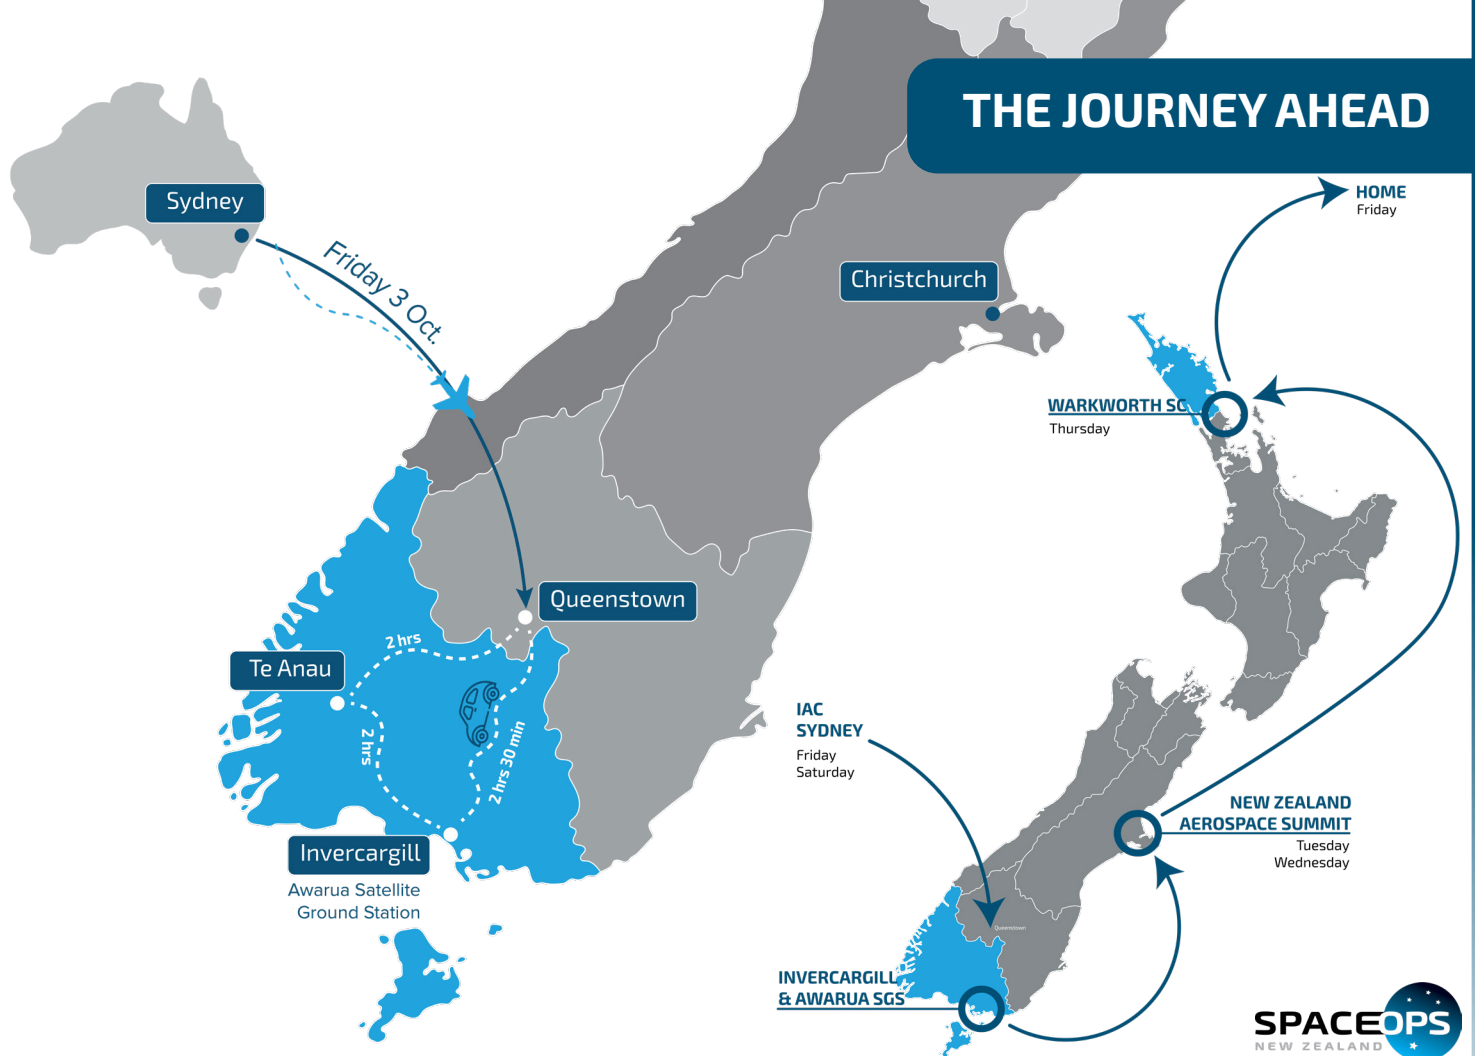 THE JOURNEY AHEAD
Sydney
Friday 3 Oct.
Christchurch
HOME
Friday
WARKWORTH SC
Thursday
Queenstown
2 hrs
Te Anau
2 hrs
2 hrs 30 min
Invercargill
Awarua Satellite
Ground Station
IAC
SYDNEY
Friday
Saturday
NEW ZEALAND
AEROSPACE SUMMIT
Tuesday
Wednesday
Queenstown
INVERCARGILL
& AWARUA SGS
SPACEOPS
NEW ZEALAND